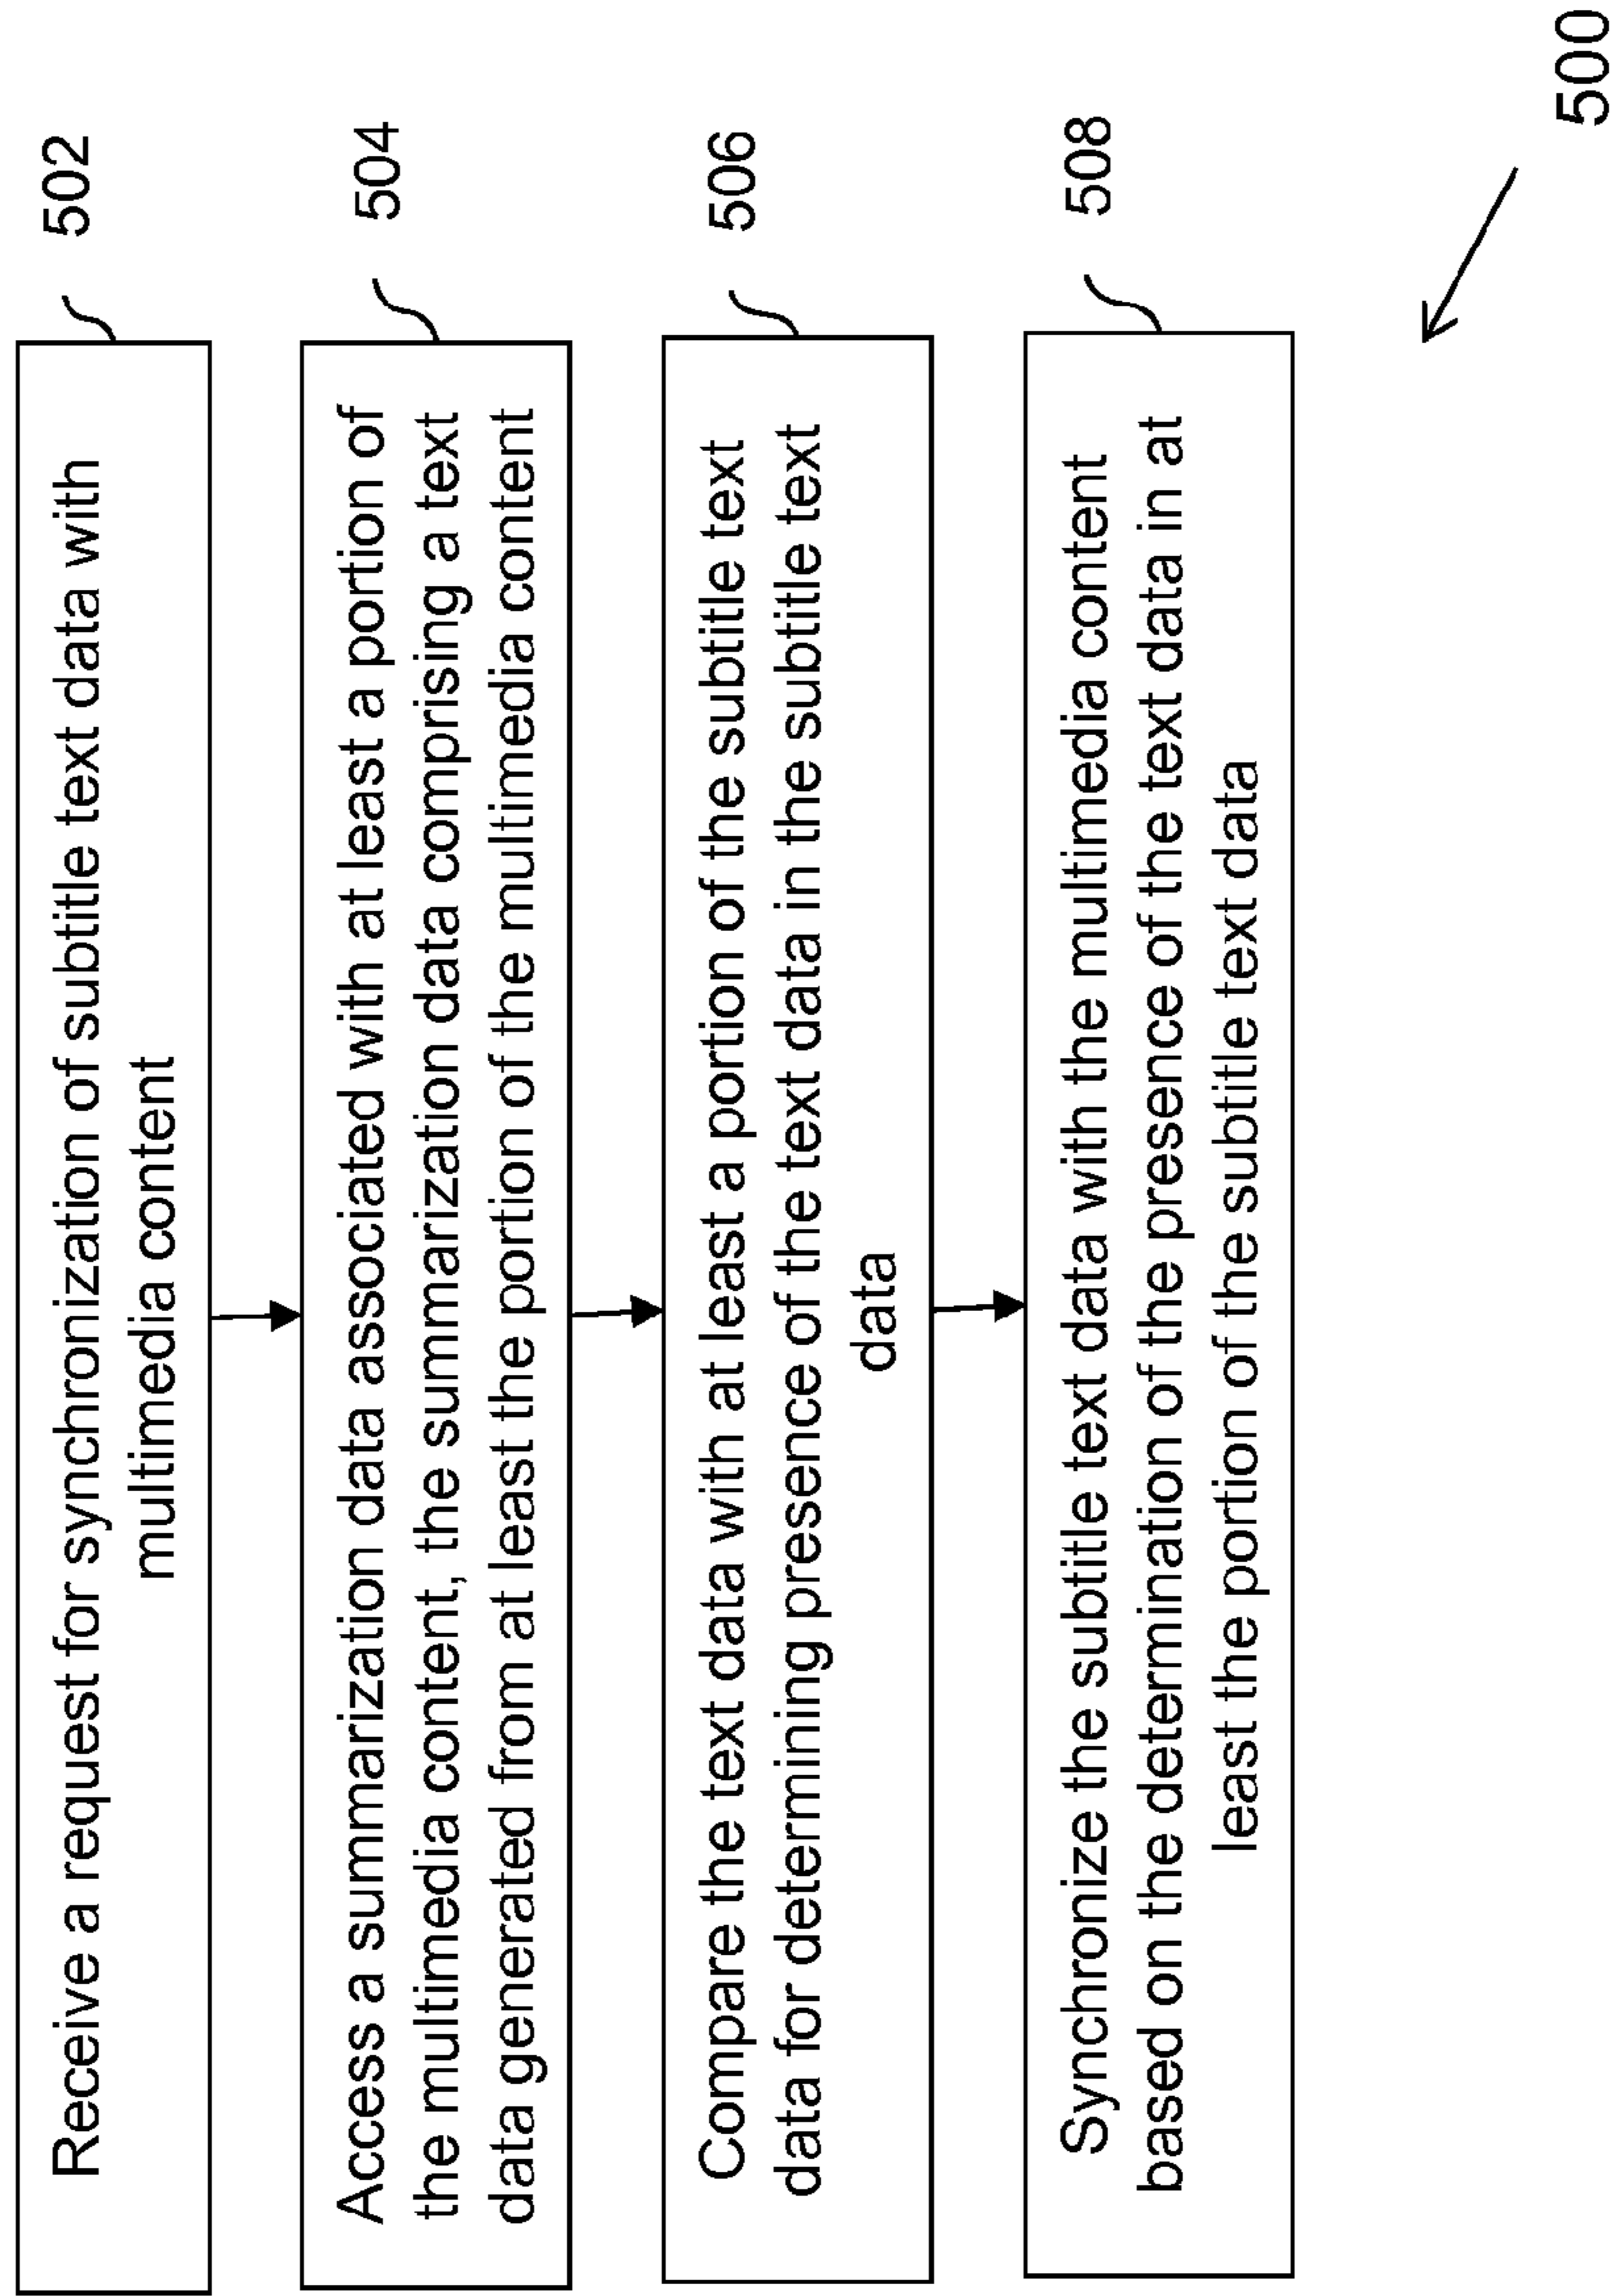 Receive a request for synchronization of subtitle text data with
multimedia content
502
Access a summarization data associated with at least a portion of
the multimedia content, the summarization data comprising a text
data generated from at least the portion of the multimedia content
504
Compare the text data with at least a portion of the subtitle text
data for determining presence of the text data in the subtitle text
data
506
Synchronize the subtitle text data with the multimedia content
based on the determination of the presence of the text data in at
least the portion of the subtitle text data
508
500